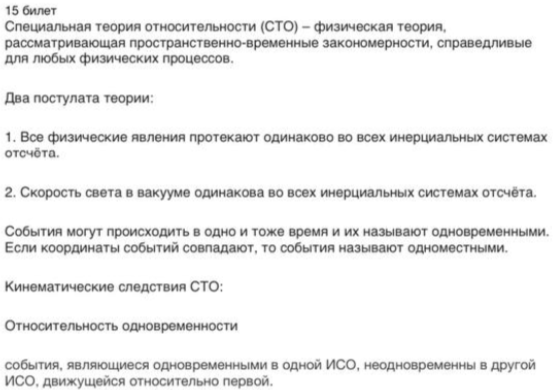 15 билет
Специальная теория относительности (СТО) – физическая теория,
рассматривающая пространственно-временные закономерности, справедливые
для любых физических процессов.
Два постулата теории:
1. Все физические явления протекают одинаково во всех инерциальных системах
отсчёта.
2. Скорость света в вакууме одинакова во всех инерциальных системах отсчёта.
События могут происходить в одно и тоже время и их называют одновременными.
Если координаты событий совпадают, то события называют одноместными.
Кинематические следствия СТО:
Относительность одновременности
события, являющиеся одновременными в одной ИСО, неодновременны в другой
ИСО, движущейся относительно первой.